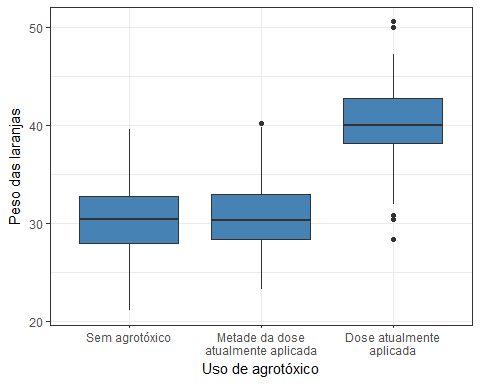 Peso das laranjas
50
40
30
20
Sem agrotóxico
Metade da dose
atualmente aplicada
Dose atualmente
aplicada
Uso de agrotóxico